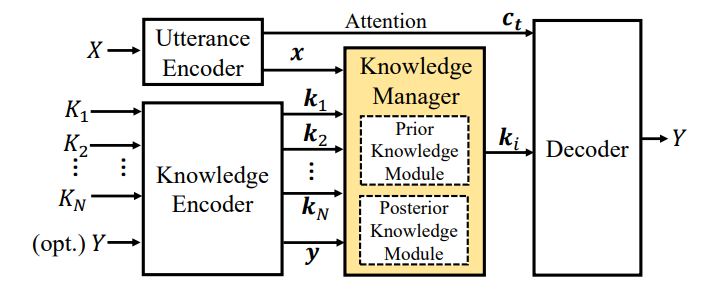 Attention
c_t
X
Utterance
Encoder
x
Knowledge
Manager
K_1
K_2
⋮ ⋮
K_N
(opt.) Y
Knowledge
Encoder
k_1
k_2
⋮
k_N
y
Prior
Knowledge
Module
Posterior
Knowledge
Module
k_i
Decoder
Y